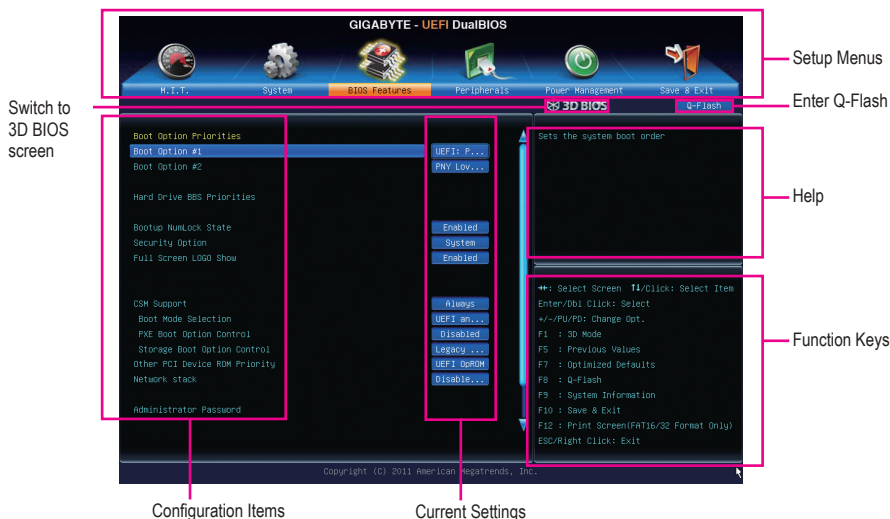 GIGABYTE - UEFI DualBIOS
M.I.T. System BIOS Features Peripherals Power Management Save & Exit
Setup Menus
Switch to
3D BIOS
screen
3D BIOS
Q-Flash
Enter Q-Flash
Boot Option Priorities
Boot Option #1 UEFI: P...
Boot Option #2 PNY Lov...
Hard Drive BBS Priorities
Bootup NumLock State Enabled
Security Option System
Full Screen LOGO Show Enabled
CSM Support Always
Boot Mode Selection UEFI an...
PXE Boot Option Control Disabled
Storage Boot Option Control Legacy ...
Other PCI Device ROM Priority UEFI OpROM
Network stack Disable...
Administrator Password
Sets the system boot order
Help
→←: Select Screen ↑↓/Click: Select Item
Enter/Dbl Click: Select
+/-/PU/PD: Change Opt.
F1 : 3D Mode
F5 : Previous Values
F7 : Optimized Defaults
F8 : Q-Flash
F9 : System Information
F10 : Save & Exit
F12 : Print Screen(FAT16/32 Format Only)
ESC/Right Click: Exit
Function Keys
Copyright (C) 2011 American Megatrends, Inc.
Configuration Items
Current Settings